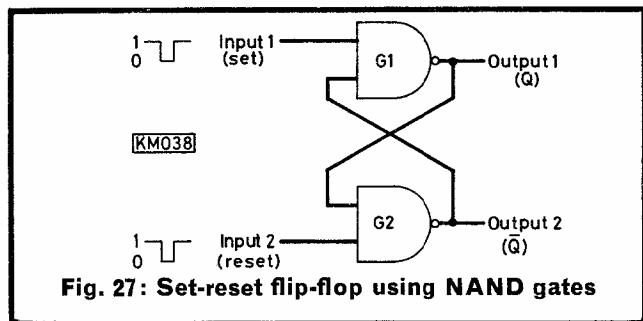 1
0
Input 1
(set)
G1
Output 1
(Q)
KM038
1
0
Input 2
(reset)
G2
Output 2
(Q̅)
Fig. 27: Set-reset flip-flop using NAND gates